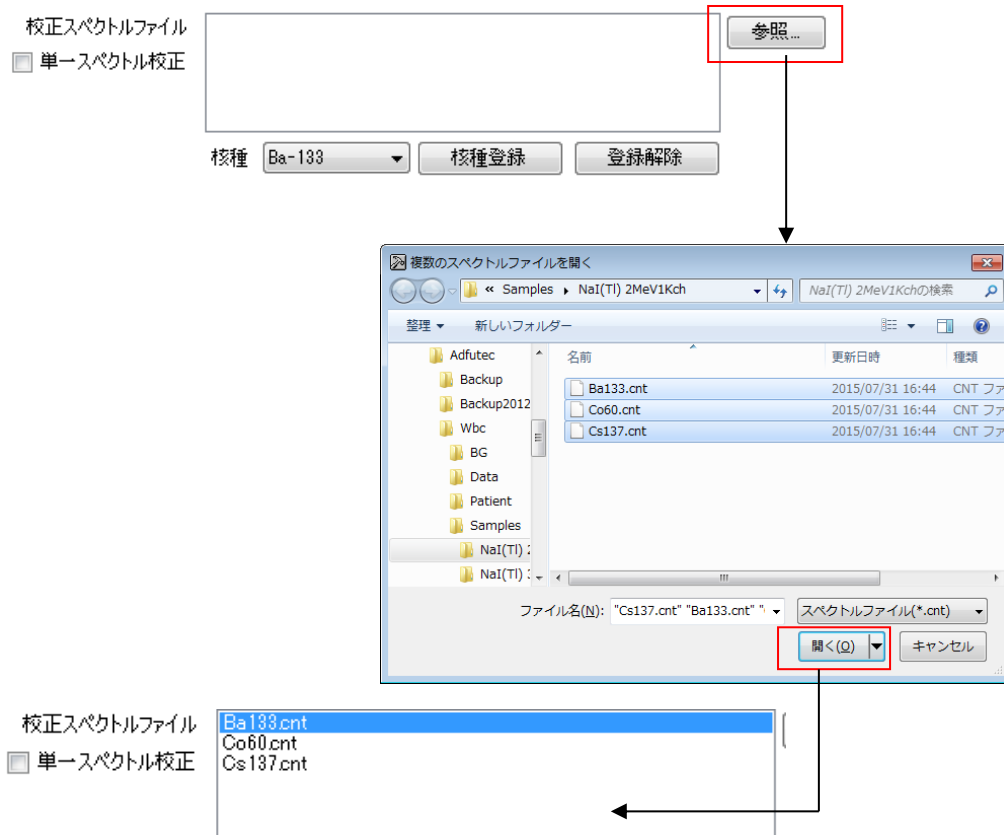 校正スペクトルファイル
参照...
単一スペクトル校正
核種 Ba-133 核種登録 登録解除
複数のスペクトルファイルを開く
« Samples NaI(Tl) 2MeV1Kch NaI(Tl) 2MeV1Kchの検索
整理 新しいフォルダー
Adfutec 名前 更新日時 種類
Backup Ba133.cnt 2015/07/31 16:44 CNT ファ
Backup2012 Co60.cnt 2015/07/31 16:44 CNT ファ
Wbc Cs137.cnt 2015/07/31 16:44 CNT ファ
BG
Data
Patient
Samples
NaI(Tl) 2
NaI(Tl) 3
ファイル名(N): "Cs137.cnt" "Ba133.cnt" " スペクトルファイル(*.cnt)
開く(O) キャンセル
校正スペクトルファイル Ba133.cnt
Co60.cnt
単一スペクトル校正 Cs137.cnt